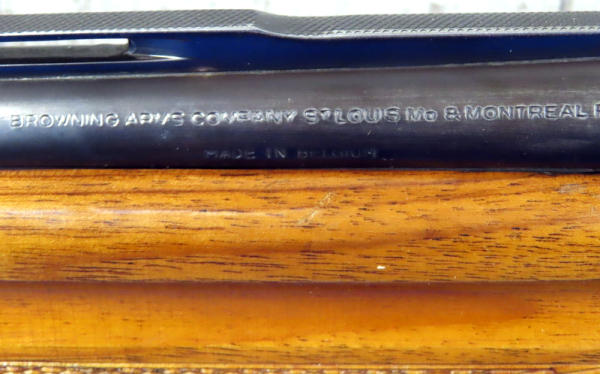 BROWNING ARMS COMPANY ST LOUIS Mo & MONTREAL P
MADE IN BELGIUM